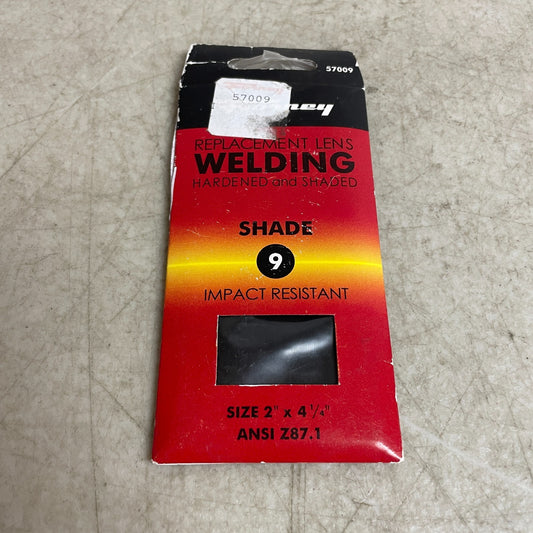 57009
57009
REPLACEMENT LENS
WELDING
HARDENED and SHADED
SHADE
9
IMPACT RESISTANT
SIZE 2" x 4 1/4"
ANSI Z87.1